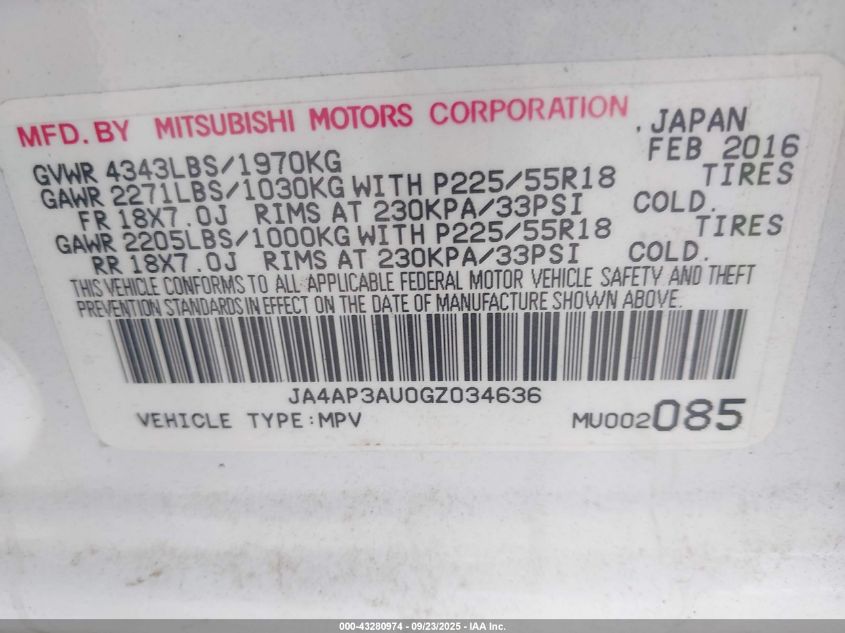 MFD. BY MITSUBISHI MOTORS CORPORATION , JAPAN
GVWR 4343LBS/1970KG FEB 2016
GAWR 2271LBS/1030KG WITH P225/55R18 TIRES
FR 18X7.0J RIMS AT 230KPA/33PSI COLD.
GAWR 2205LBS/1000KG WITH P225/55R18 TIRES
RR 18X7.0J RIMS AT 230KPA/33PSI COLD.
THIS VEHICLE CONFORMS TO ALL APPLICABLE FEDERAL MOTOR VEHICLE SAFETY AND THEFT
PREVENTION STANDARDS IN EFFECT ON THE DATE OF MANUFACTURE SHOWN ABOVE.
JA4AP3AU0GZ034636
VEHICLE TYPE:MPV MU002085
000-43280974 - 09/23/2025 - IAA Inc.